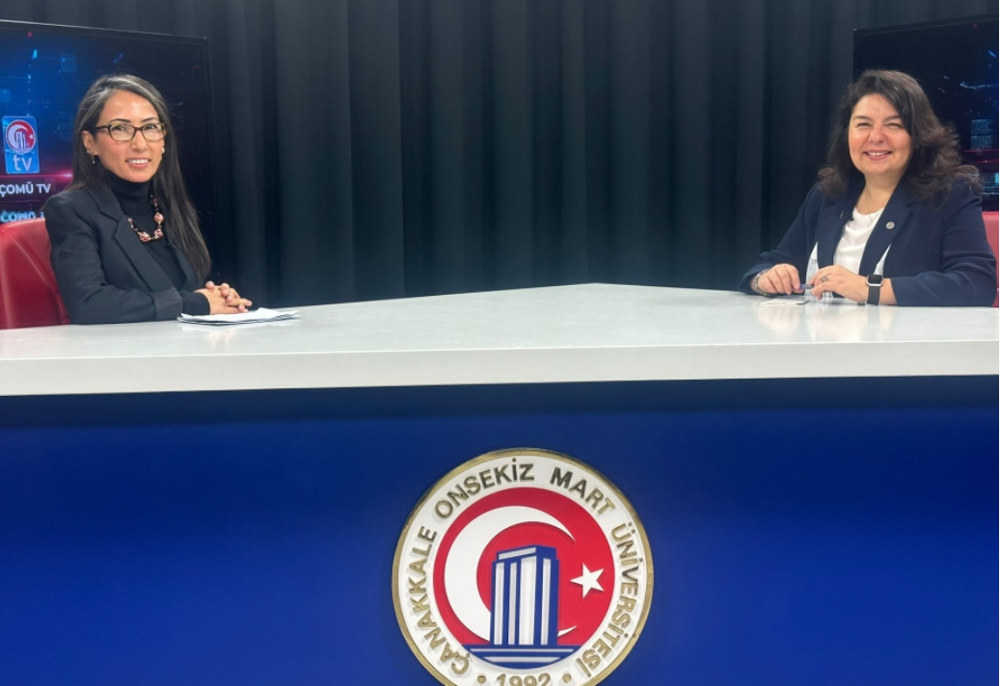 tv
ÇOMÜ TV
ÇANAKKALE ONSEKİZ MART ÜNİVERSİTESİ
• 1992 •